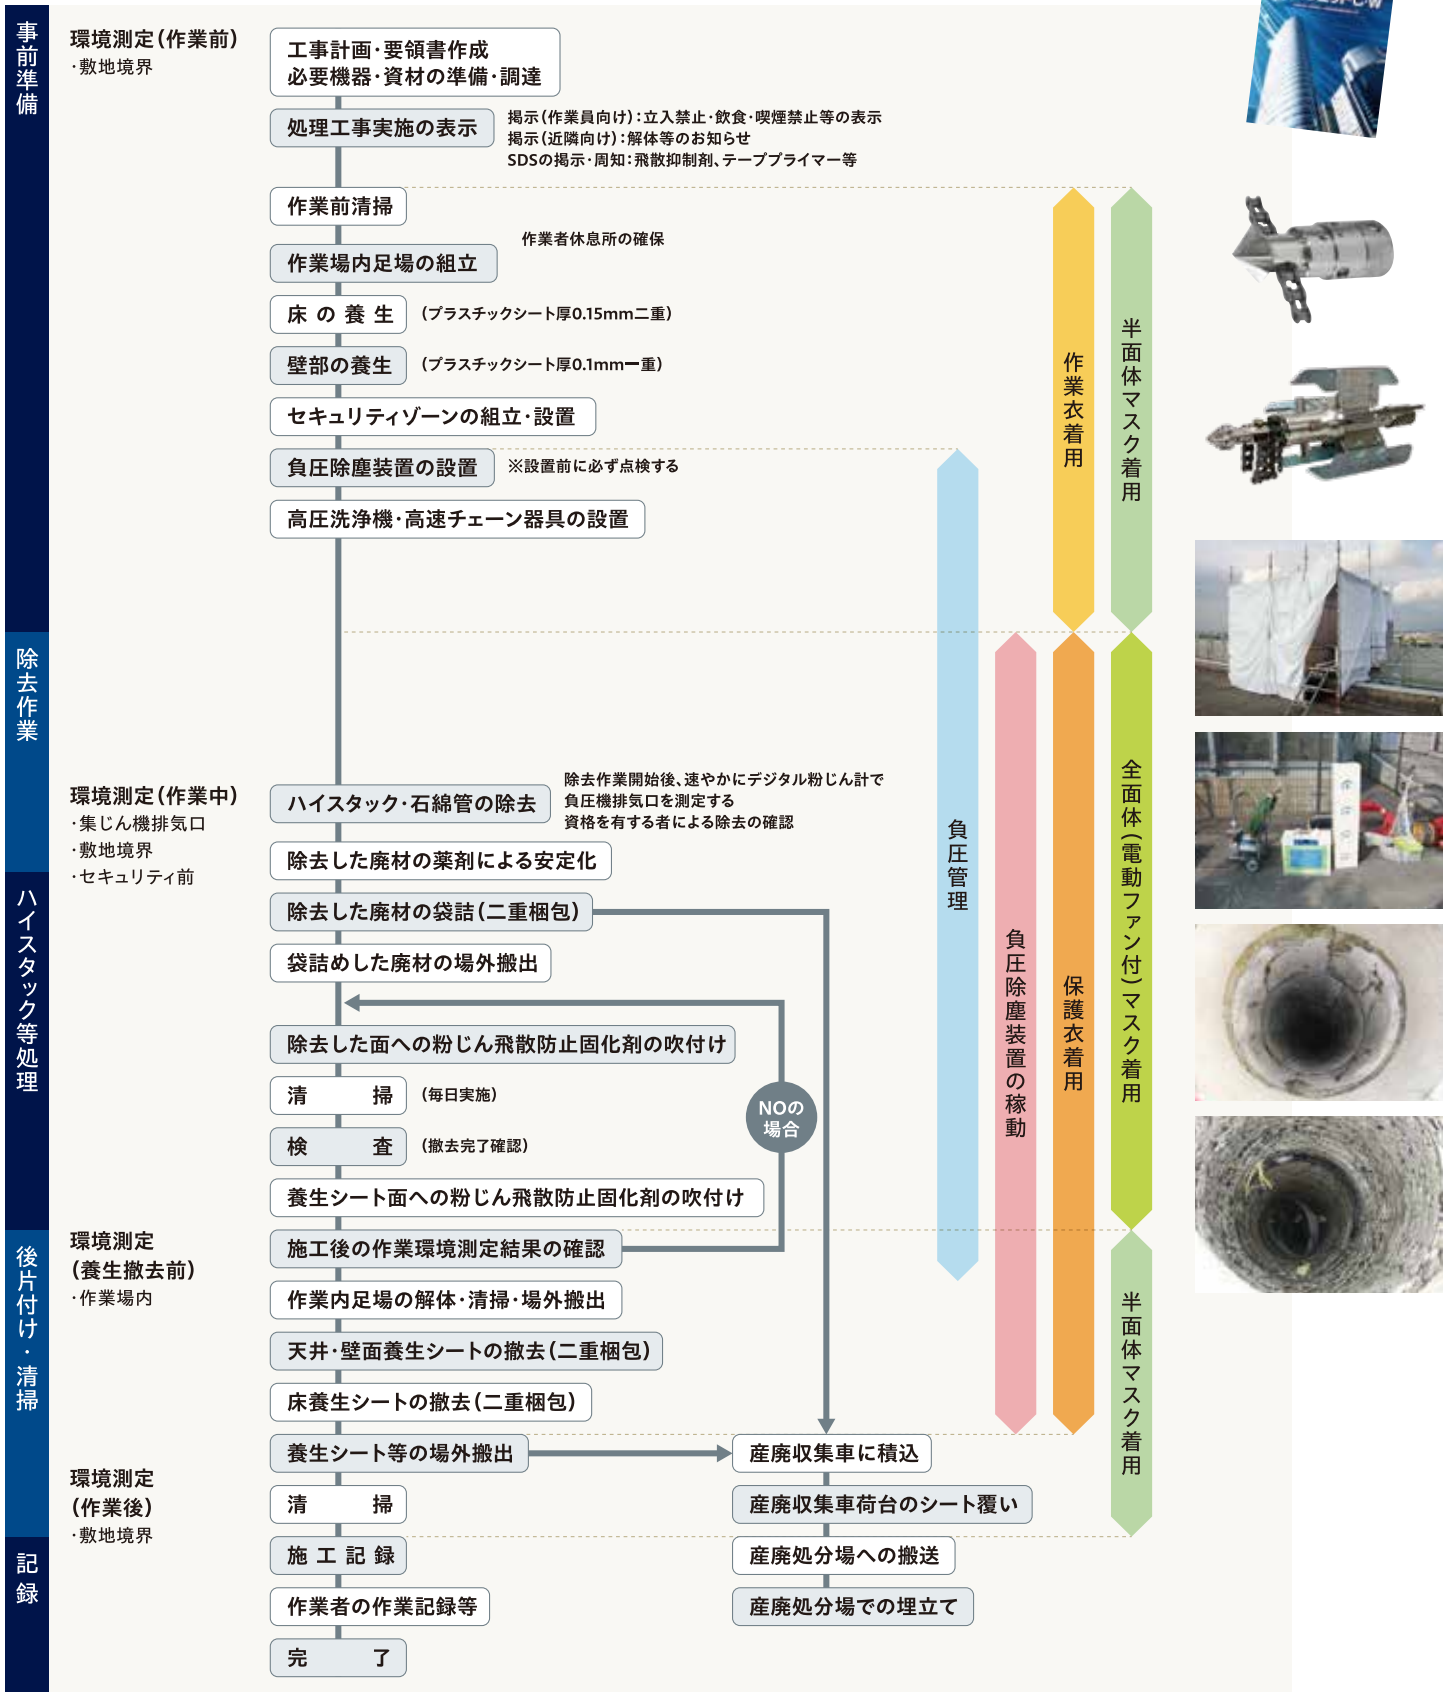 事前準備
環境測定(作業前)
・敷地境界
工事計画・要領書作成
必要機器・資材の準備・調達
処理工事実施の表示
掲示(作業員向け):立入禁止・飲食・喫煙禁止等の表示
掲示(近隣向け):解体等のお知らせ
SDSの掲示・周知:飛散抑制剤、テーププライマー等
作業前清掃
作業者休息所の確保
作業場内足場の組立
床の養生
(プラスチックシート厚0.15mm二重)
壁部の養生
(プラスチックシート厚0.1mm一重)
セキュリティゾーンの組立・設置
負圧除塵装置の設置
※設置前に必ず点検する
高圧洗浄機・高速チェーン器具の設置
作業衣着用
半面体マスク着用
除去作業
環境測定(作業中)
・集じん機排気口
・敷地境界
・セキュリティ前
ハイスタック・石綿管の除去
除去作業開始後、速やかにデジタル粉じん計で
負圧機排気口を測定する
資格を有する者による除去の確認
除去した廃材の薬剤による安定化
ハイスタック等処理
除去した廃材の袋詰(二重梱包)
袋詰めした廃材の場外搬出
除去した面への粉じん飛散防止固化剤の吹付け
清掃
(毎日実施)
検査
(撤去完了確認)
NOの
場合
養生シート面への粉じん飛散防止固化剤の吹付け
負圧管理
負圧除塵装置の稼動
保護衣着用
全面体(電動ファン付)マスク着用
後片付け・清掃
環境測定
(養生撤去前)
・作業場内
施工後の作業環境測定結果の確認
作業内足場の解体・清掃・場外搬出
天井・壁面養生シートの撤去(二重梱包)
床養生シートの撤去(二重梱包)
養生シート等の場外搬出
産廃収集車に積込
半面体マスク着用
環境測定
(作業後)
・敷地境界
清掃
産廃収集車荷台のシート覆い
記録
施工記録
産廃処分場への搬送
作業者の作業記録等
産廃処分場での埋立て
完了